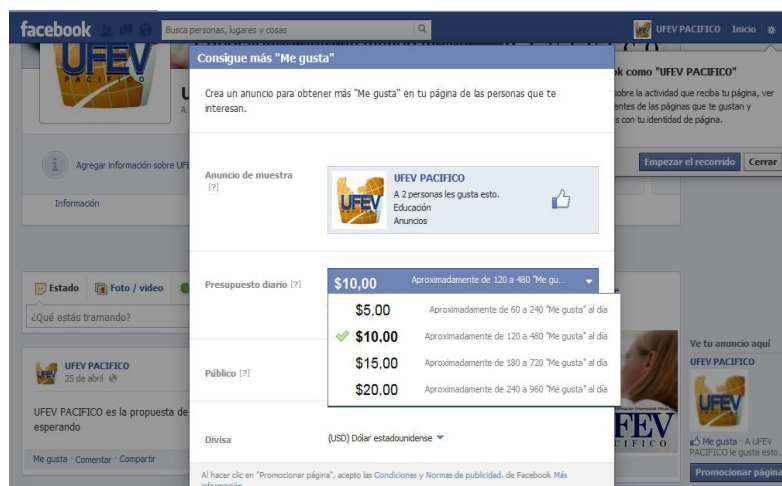 facebook
Busca personas, lugares y cosas
UFEV PACIFICO Inicio
UFEV
PACIFICO
Consigue más "Me gusta"
Crea un anuncio para obtener más "Me gusta" en tu página de las personas que te
interesan.
ok como "UFEV PACIFICO"
sobre la actividad que reciba tu página, ver
entes de las páginas que te gustan y
s con tu identidad de página.
Empezar el recorrido Cerrar
Agregar información sobre UFE
Información
Anuncio de muestra
[?]
UFEV
UFEV PACIFICO
A 2 personas les gusta esto.
Educación
Anuncios
Presupuesto diario [?]
$10,00 Aproximadamente de 120 a 480 "Me gu...
$5,00 Aproximadamente de 60 a 240 "Me gusta" al día
$10,00 Aproximadamente de 120 a 480 "Me gusta" al día
$15,00 Aproximadamente de 180 a 720 "Me gusta" al día
$20,00 Aproximadamente de 240 a 960 "Me gusta" al día
Público [?]
Divisa
(USD) Dólar estadounidense
Al hacer clic en "Promocionar página", acepto las Condiciones y Normas de publicidad. de Facebook Más
información
Estado Foto / video
¿Qué estás tramando?
UFEV PACIFICO
25 de abril
UFEV PACIFICO es la propuesta de
esperando
Me gusta · Comentar · Compartir
FEV
Ve tu anuncio aquí
UFEV PACIFICO
UFEV
Me gusta · A UFEV
PACIFICO le gusta esto.
Promocionar página